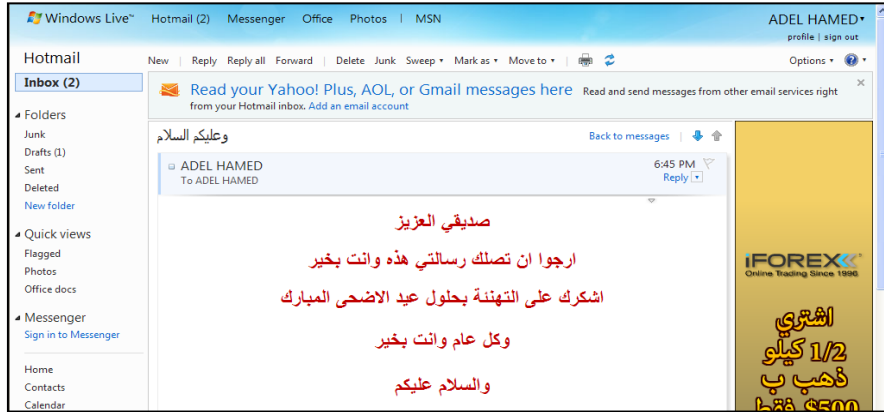 Windows Live™ Hotmail (2) Messenger Office Photos | MSN ADEL HAMED
profile | sign out
Hotmail
New | Reply Reply all Forward | Delete Junk Sweep Mark as Move to | Options
Inbox (2)
Read your Yahoo! Plus, AOL, or Gmail messages here Read and send messages from other email services right
from your Hotmail inbox. Add an email account
Folders
Junk
Drafts (1)
Sent
Deleted
New folder
Quick views
Flagged
Photos
Office docs
Messenger
Sign in to Messenger
Home
Contacts
Calendar
وعليكم السلام
Back to messages
ADEL HAMED 6:45 PM
To ADEL HAMED Reply
صديقي العزيز
ارجوا ان تصلك رسالتي هذه وانت بخير
اشكرك على التهنئة بحلول عيد الاضحى المبارك
وكل عام وانت بخير
والسلام عليكم
iFOREX
Online Trading Since 1996
اشتري
1/2 كيلو
ذهب ب
$500 فقط